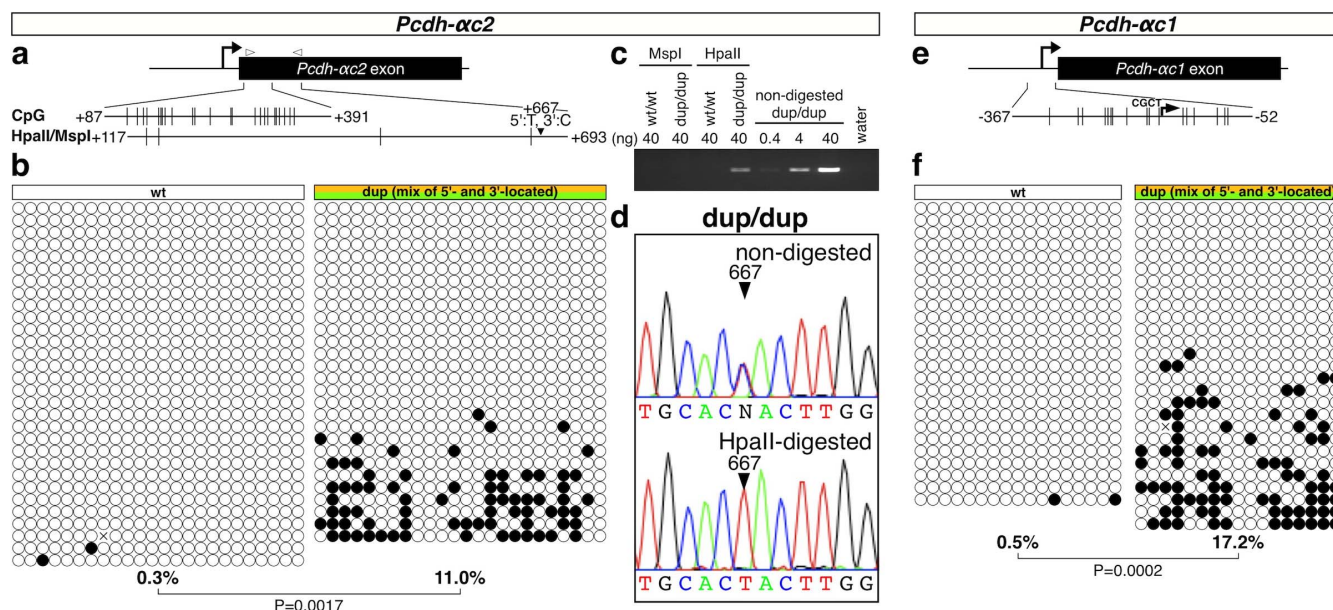 Pcdh-αc2
Pcdh-αc1
a
Pcdh-αc2 exon
CpG
+87
+391
+667
5':T, 3':C
HpaII/MspI
+117
+693
b
wt
dup (mix of 5'- and 3'-located)
×
0.3%
11.0%
P=0.0017
c
MspI
HpaII
wt/wt
dup/dup
wt/wt
dup/dup
non-digested
dup/dup
water
(ng)
40
40
40
40
0.4
4
40
d
dup/dup
non-digested
667
TGCACNACTTGG
HpaII-digested
667
TGCACTACTTGG
e
Pcdh-αc1 exon
CGCT
-367
-52
f
wt
dup (mix of 5'- and 3'-located)
×
×
0.5%
17.2%
P=0.0002